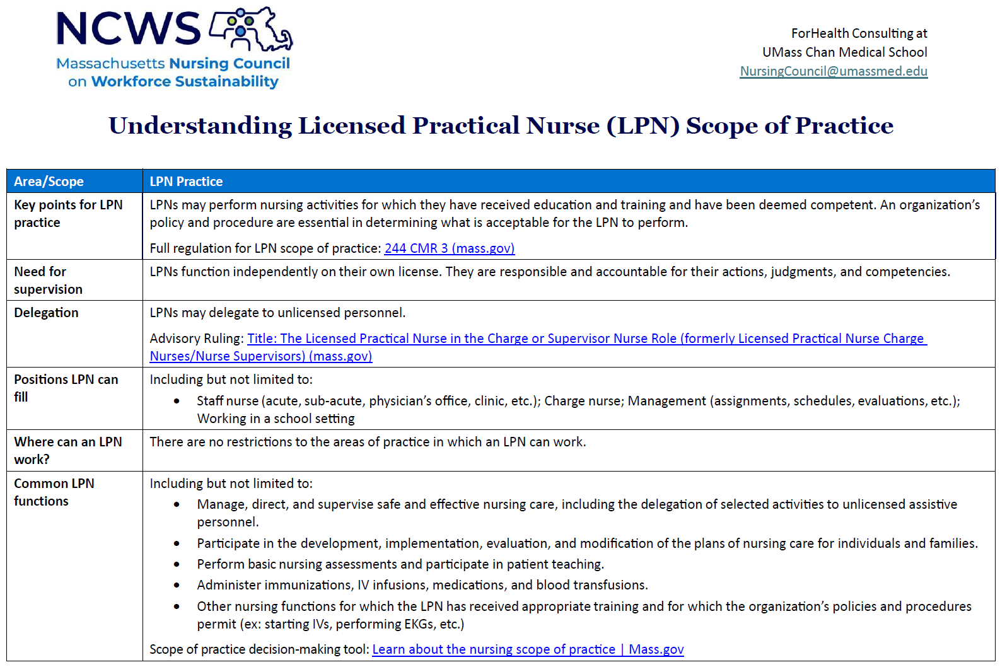 NCWS
Massachusetts Nursing Council
on Workforce Sustainability
ForHealth Consulting at
UMass Chan Medical School
NursingCouncil@umassmed.edu
Understanding Licensed Practical Nurse (LPN) Scope of Practice
Area/Scope
LPN Practice
Key points for LPN
practice
LPNs may perform nursing activities for which they have received education and training and have been deemed competent. An organization’s
policy and procedure are essential in determining what is acceptable for the LPN to perform.
Full regulation for LPN scope of practice: 244 CMR 3 (mass.gov)
Need for
supervision
LPNs function independently on their own license. They are responsible and accountable for their actions, judgments, and competencies.
Delegation
LPNs may delegate to unlicensed personnel.
Advisory Ruling: Title: The Licensed Practical Nurse in the Charge or Supervisor Nurse Role (formerly Licensed Practical Nurse Charge
Nurses/Nurse Supervisors) (mass.gov)
Positions LPN can
fill
Including but not limited to:
• Staff nurse (acute, sub-acute, physician’s office, clinic, etc.); Charge nurse; Management (assignments, schedules, evaluations, etc.);
Working in a school setting
Where can an LPN
work?
There are no restrictions to the areas of practice in which an LPN can work.
Common LPN
functions
Including but not limited to:
• Manage, direct, and supervise safe and effective nursing care, including the delegation of selected activities to unlicensed assistive
personnel.
• Participate in the development, implementation, evaluation, and modification of the plans of nursing care for individuals and families.
• Perform basic nursing assessments and participate in patient teaching.
• Administer immunizations, IV infusions, medications, and blood transfusions.
• Other nursing functions for which the LPN has received appropriate training and for which the organization’s policies and procedures
permit (ex: starting IVs, performing EKGs, etc.)
Scope of practice decision-making tool: Learn about the nursing scope of practice | Mass.gov